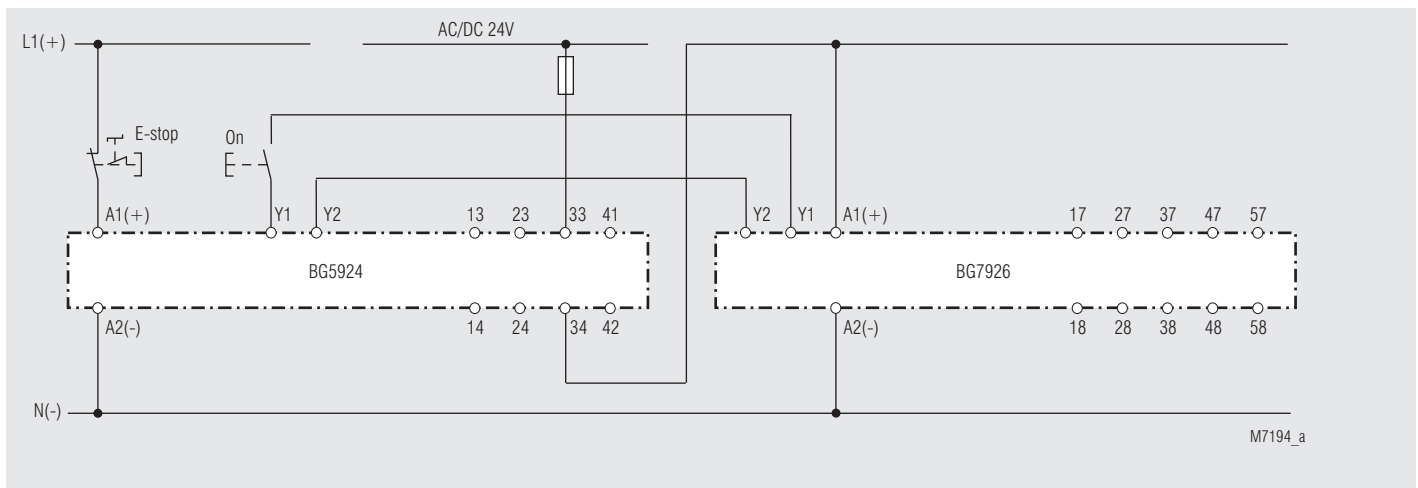 AC/DC 24V
L1(+)
E-stop
On
A1(+) Y1 Y2 13 23 33 41 Y2 Y1 A1(+) 17 27 37 47 57
BG5924 BG7926
A2(-) 14 24 34 42 A2(-) 18 28 38 48 58
N(-)
M7194_a